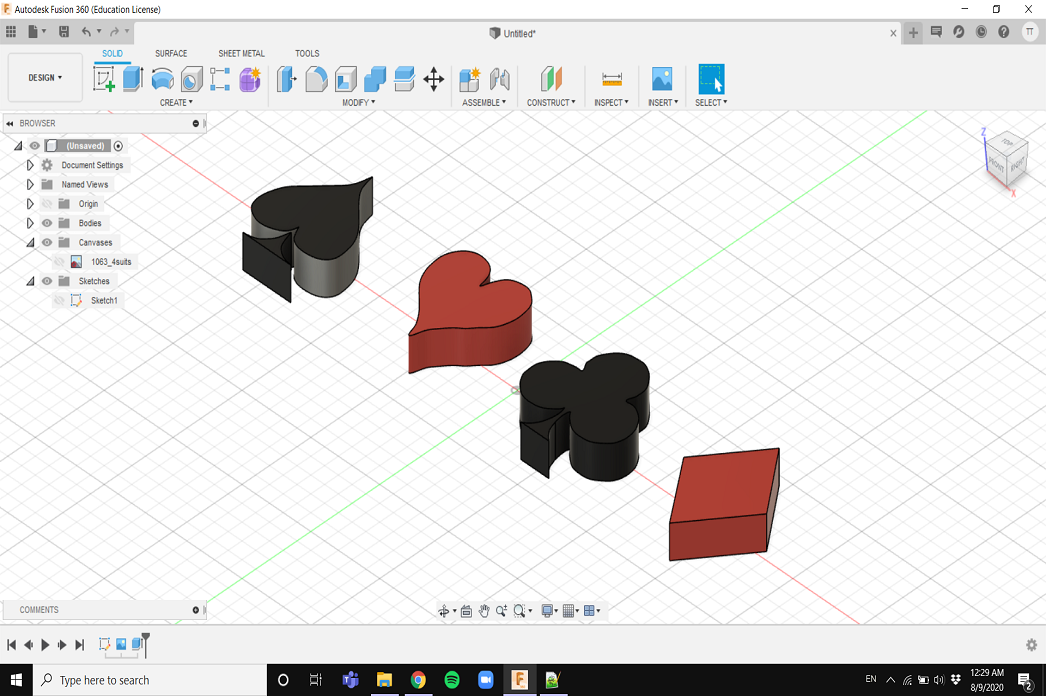 Autodesk Fusion 360 (Education License)
Untitled*
TT
SOLID SURFACE SHEET METAL TOOLS
DESIGN
CREATE MODIFY ASSEMBLE CONSTRUCT INSPECT INSERT SELECT
BROWSER
(Unsaved)
Document Settings
Named Views
Origin
Bodies
Canvases
1063_4suits
Sketches
Sketch1
Z
TOP
FRONT RIGHT
X
COMMENTS
Type here to search
EN
12:29 AM
8/9/2020
2